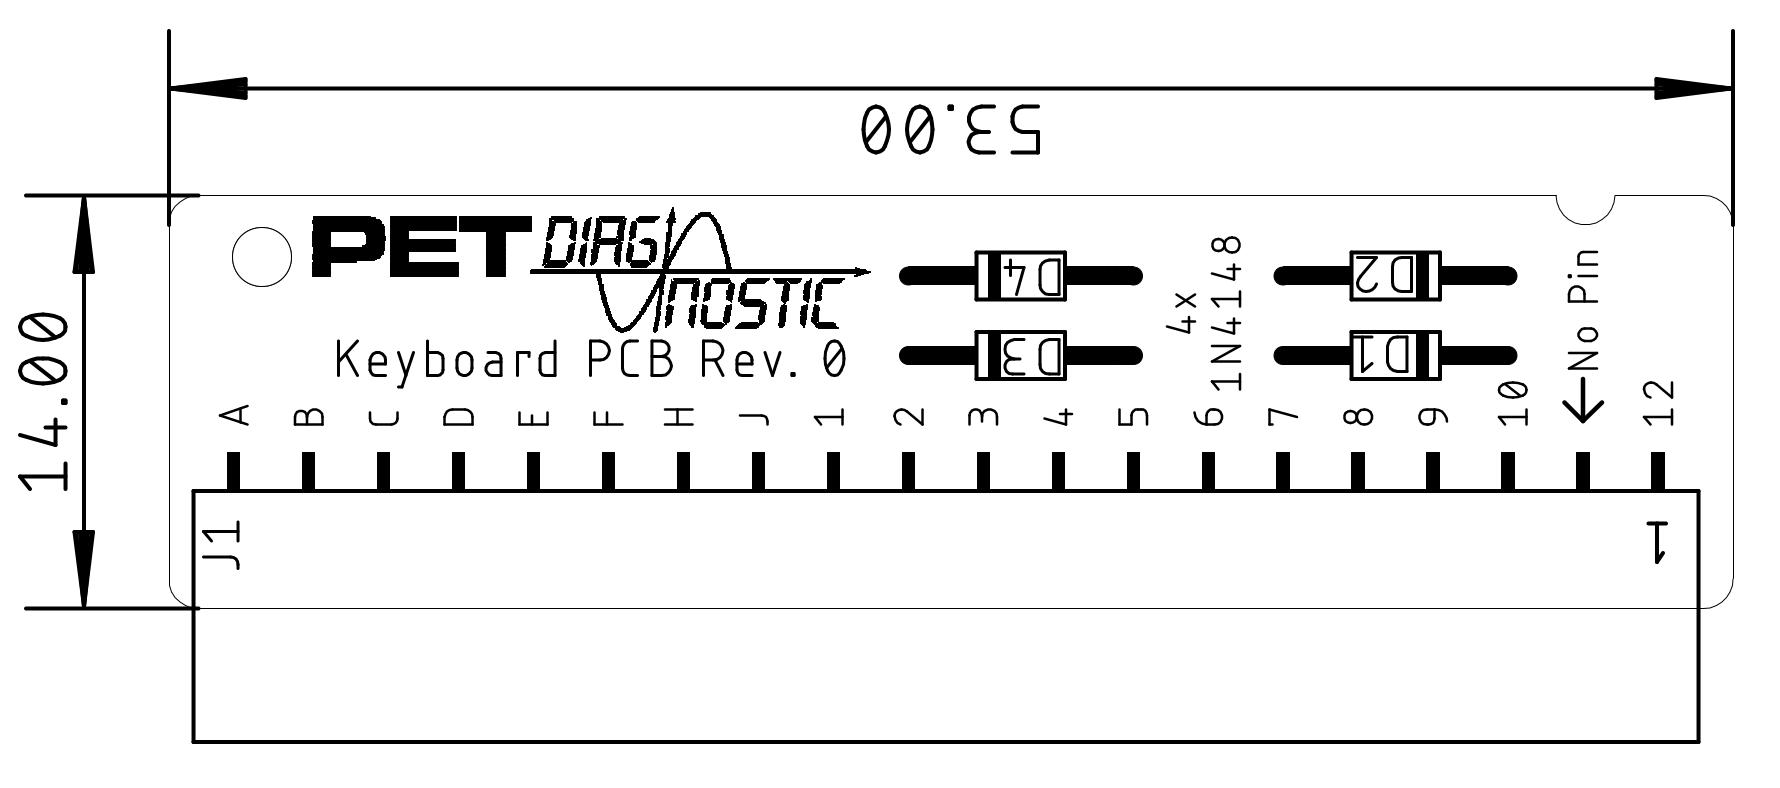 53.00
14.00
PET DIAG
NOSTIC
Keyboard PCB Rev. 0
D4
D3
4x
1N4148
D2
D1
←No Pin
A B C D E F H J 1 2 3 4 5 6 7 8 9 10 12
J1
1